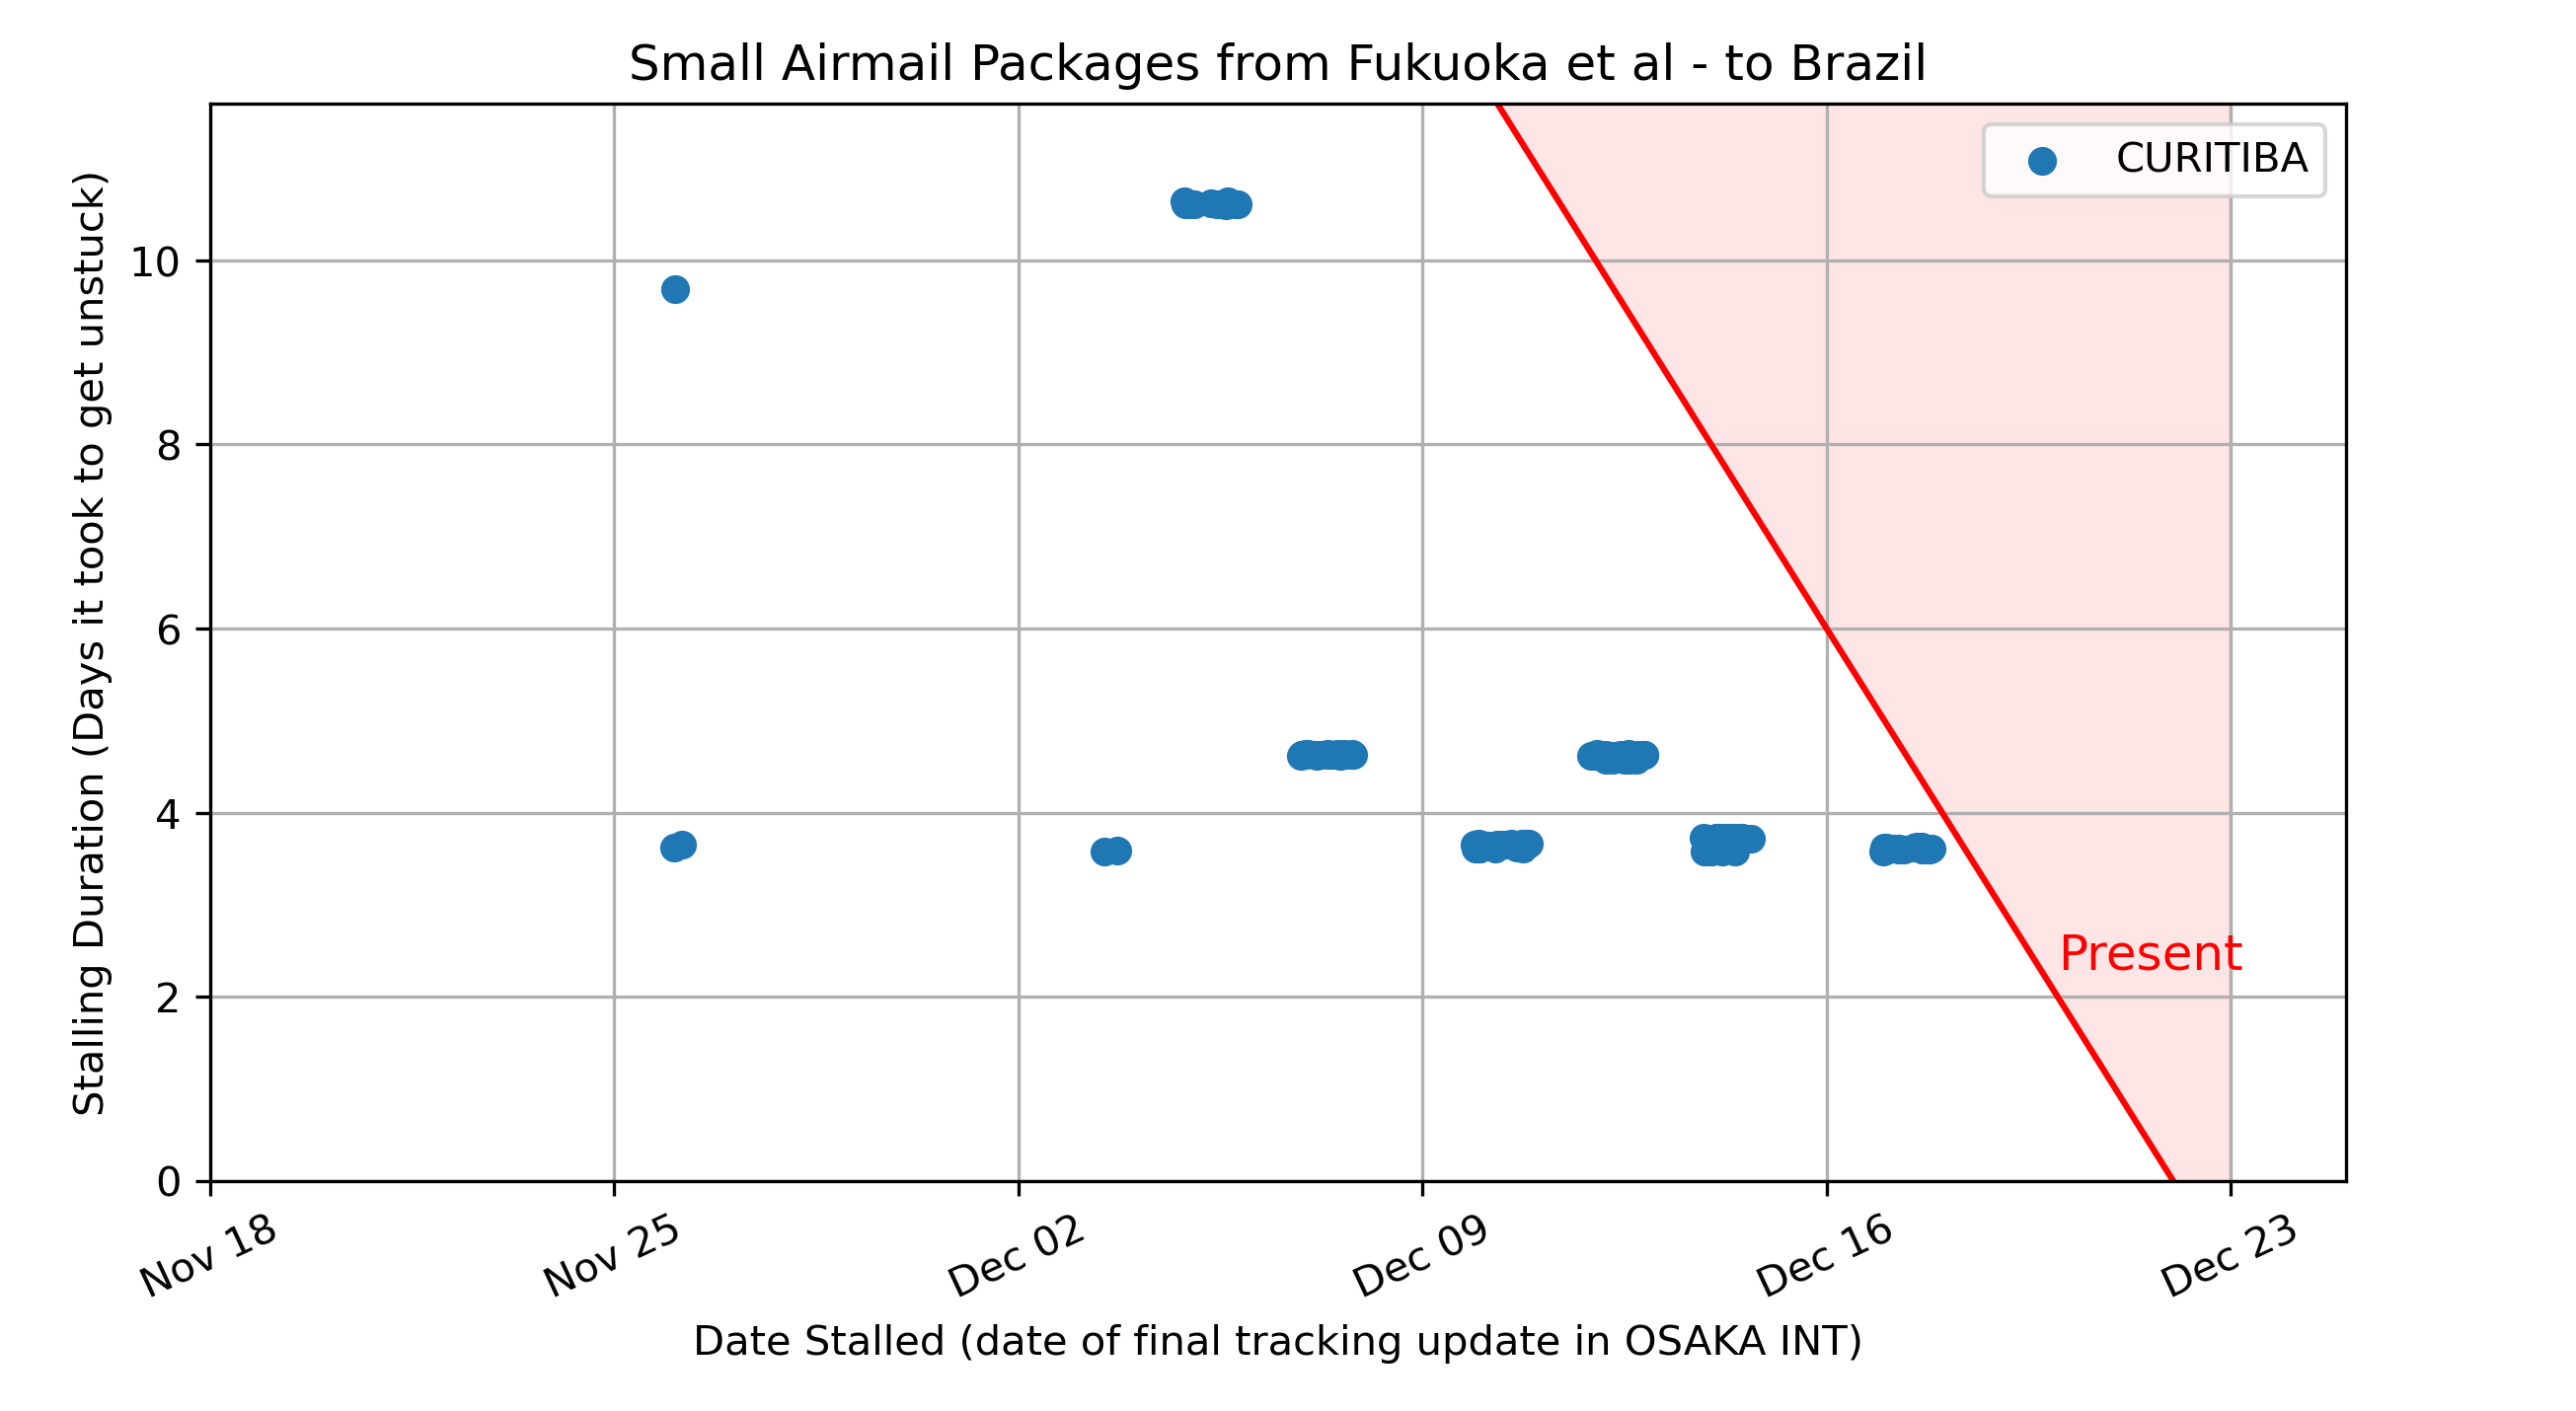 Small Airmail Packages from Fukuoka et al - to Brazil
CURITIBA
Stalling Duration (Days it took to get unstuck)
10
8
6
4
2
0
Present
Nov 18
Nov 25
Dec 02
Dec 09
Dec 16
Dec 23
Date Stalled (date of final tracking update in OSAKA INT)